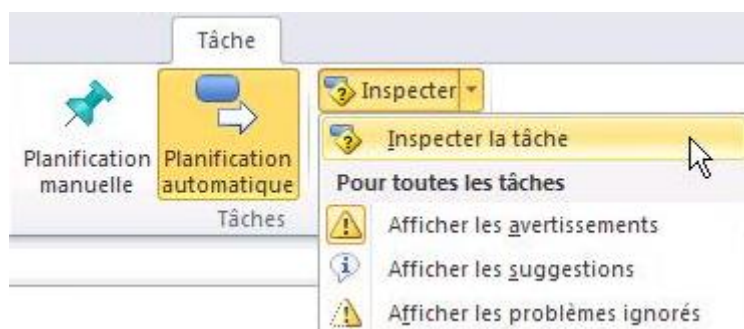 Tâche
Inspecter
Planification
manuelle
Planification
automatique
Inspecter la tâche
Pour toutes les tâches
Tâches
Afficher les avertissements
Afficher les suggestions
Afficher les problèmes ignorés